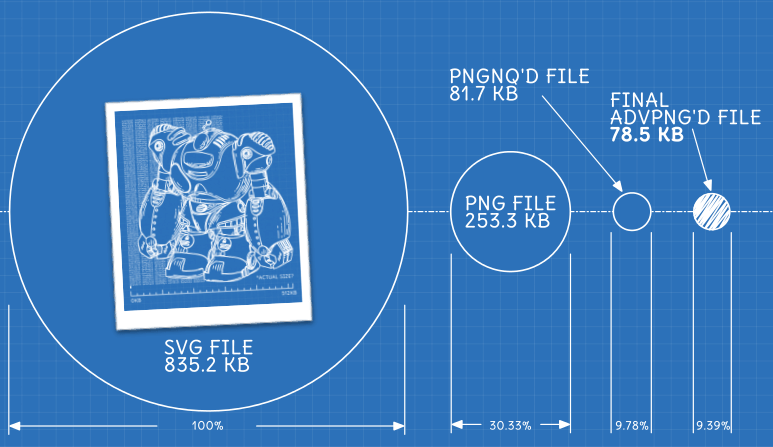 PNGNQ'D FILE
81.7 KB
FINAL
ADVPNG'D FILE
78.5 KB
PNG FILE
253.3 KB
*ACTUAL SIZE?
0KB
912KB
SVG FILE
835.2 KB
100%
30.33%
9.78%
9.39%